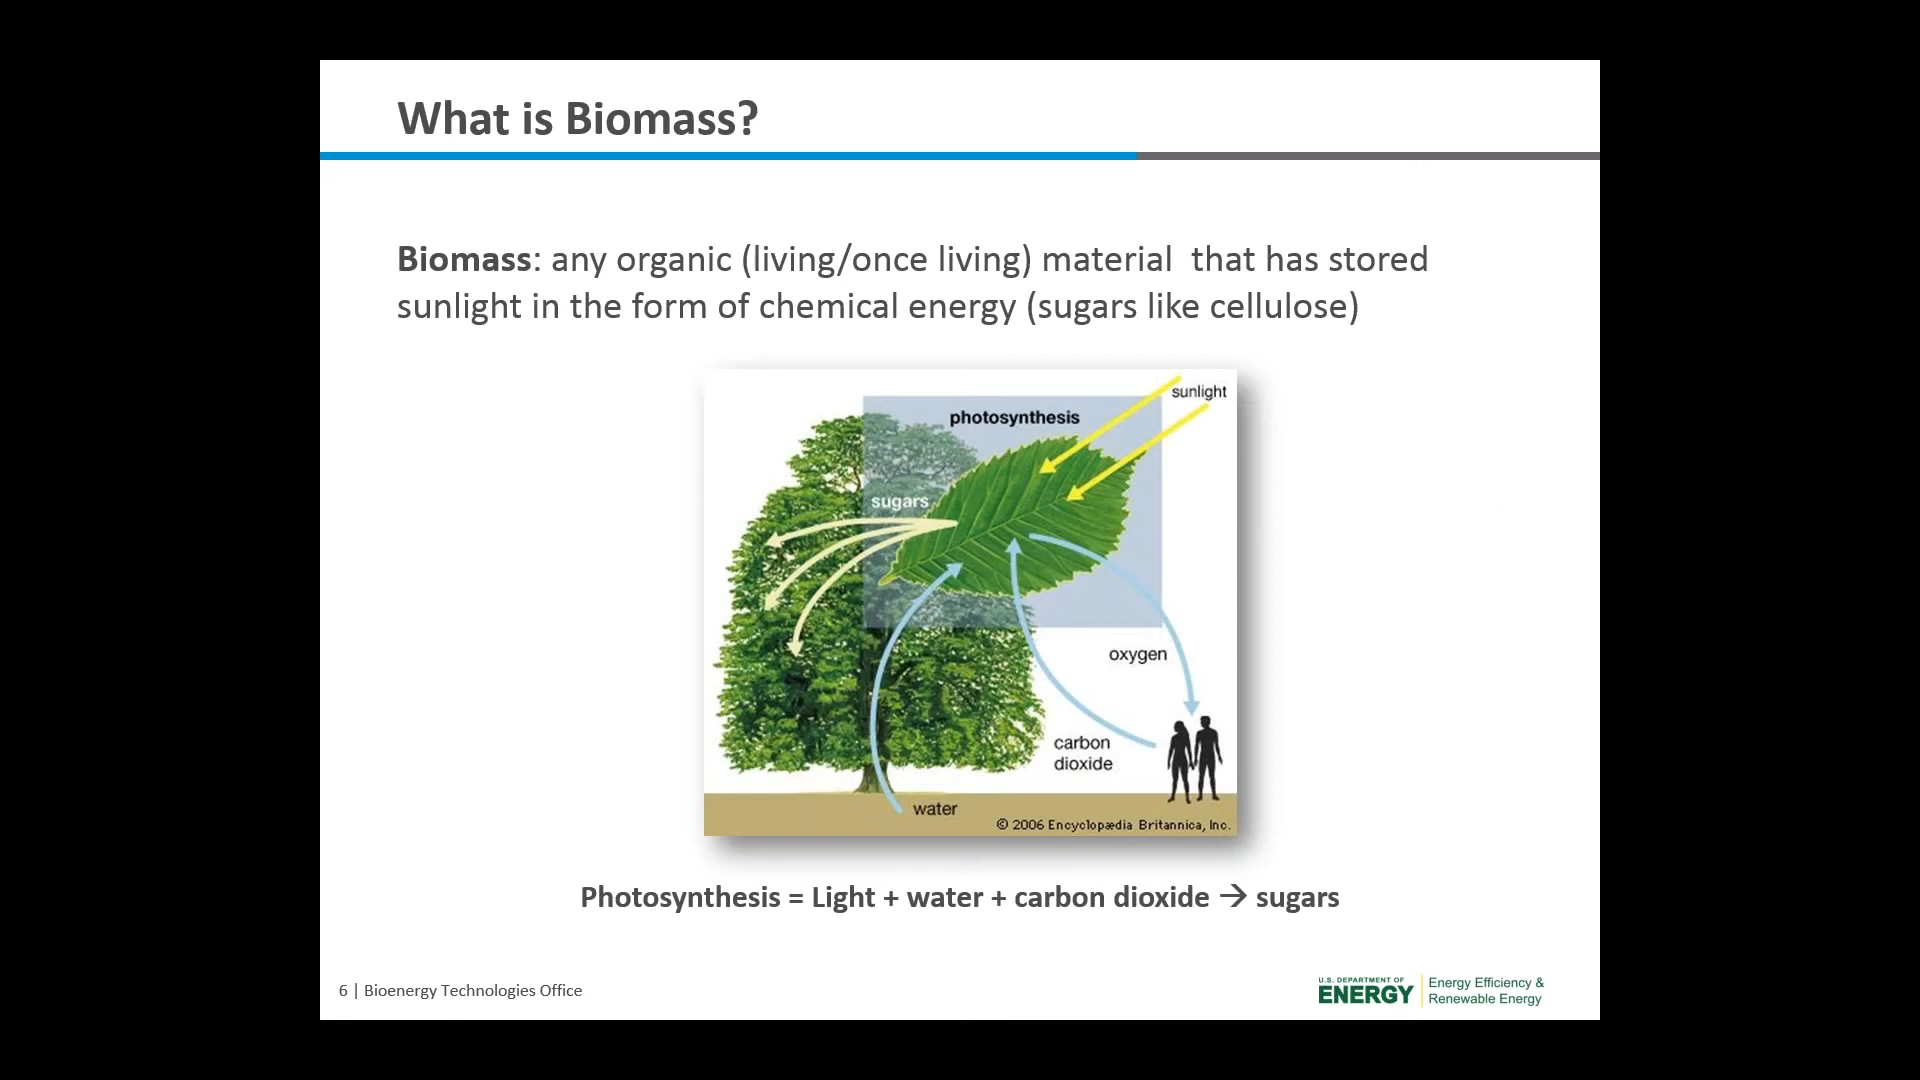 What is Biomass?
Biomass: any organic (living/once living) material  that has stored
sunlight in the form of chemical energy (sugars like cellulose)
sunlight
photosynthesis
sugars
oxygen
carbon
dioxide
water
© 2006 Encyclopædia Britannica, Inc.
Photosynthesis = Light + water + carbon dioxide → sugars
6 | Bioenergy Technologies Office
U.S. DEPARTMENT OF
ENERGY
Energy Efficiency &
Renewable Energy